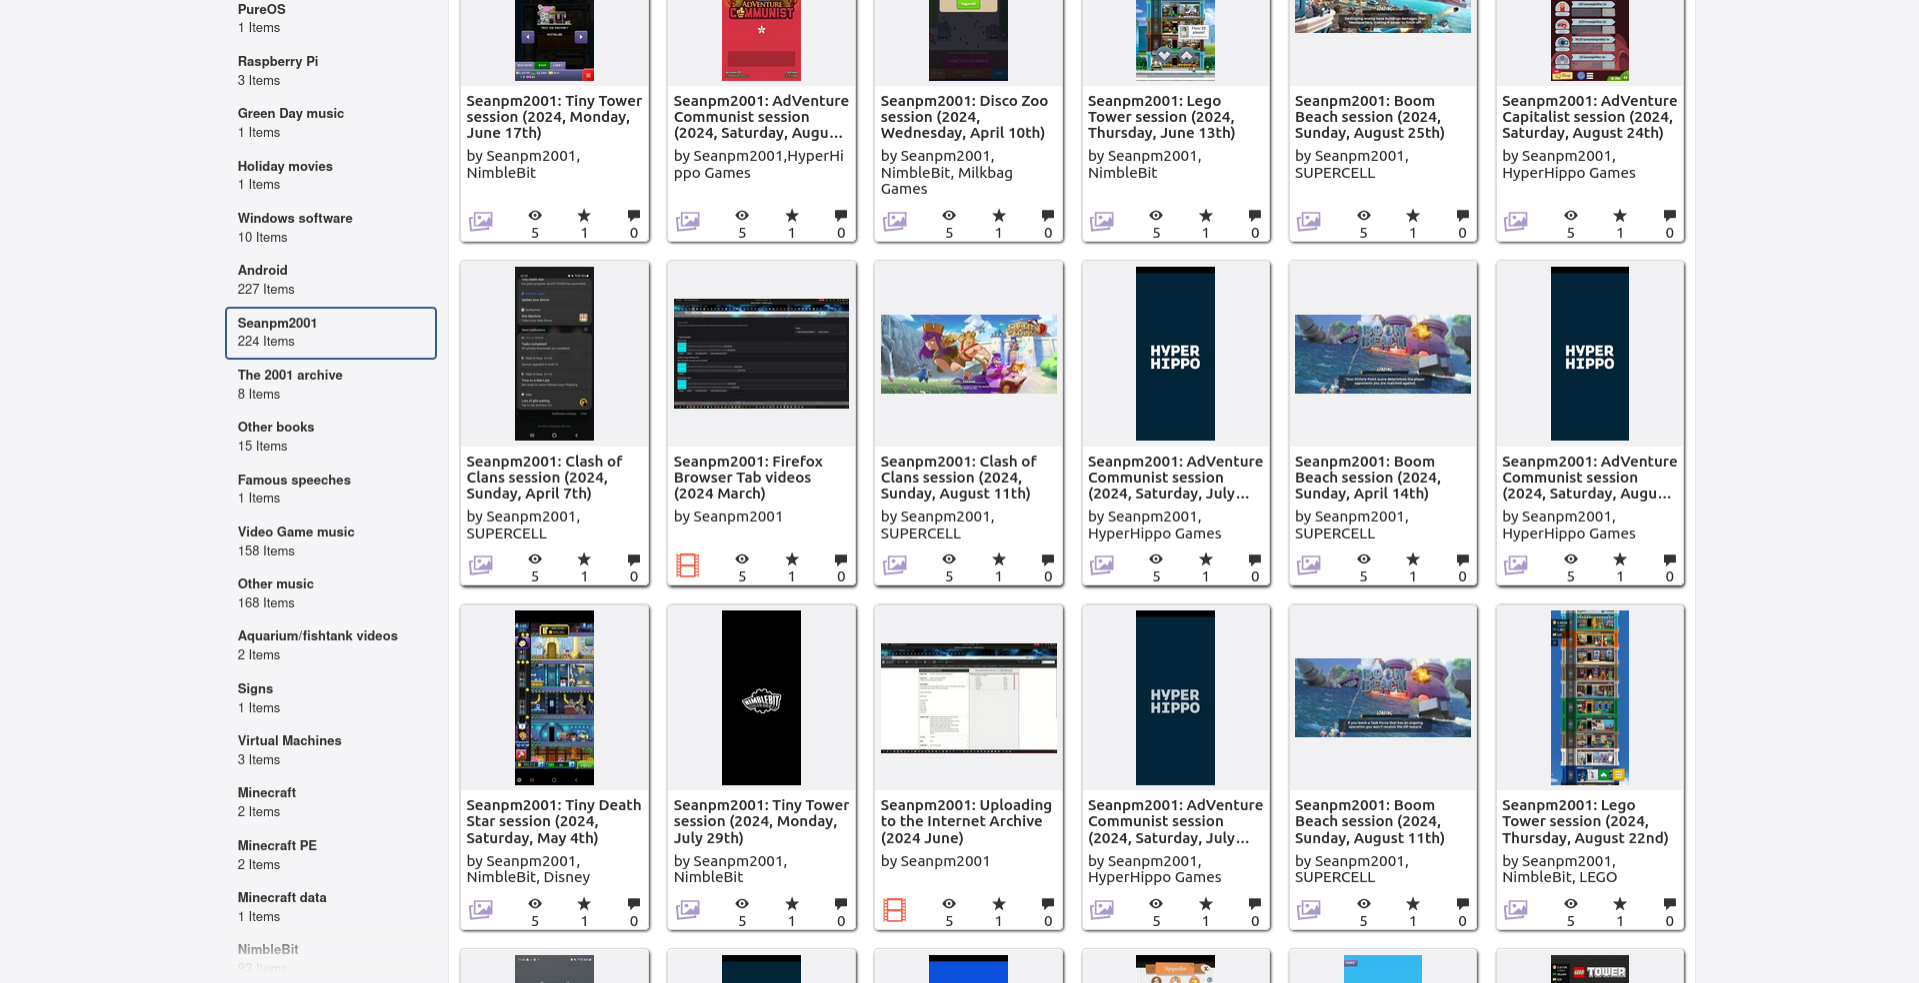 PureOS
1 Items
Raspberry Pi
3 Items
Green Day music
1 Items
Holiday movies
1 Items
Windows software
10 Items
Android
227 Items
Seanpm2001
224 Items
The 2001 archive
8 Items
Other books
15 Items
Famous speeches
1 Items
Video Game music
158 Items
Other music
168 Items
Aquarium/fishtank videos
2 Items
Signs
1 Items
Virtual Machines
3 Items
Minecraft
2 Items
Minecraft PE
2 Items
Minecraft data
1 Items
NimbleBit
93 Items
ADVENTURE
COMMUNIST
Seanpm2001: Tiny Tower
session (2024, Monday,
June 17th)
by Seanpm2001,
NimbleBit
5
1
0
Seanpm2001: AdVenture
Communist session
(2024, Saturday, Augu...
by Seanpm2001,HyperHi
ppo Games
5
1
0
Seanpm2001: Disco Zoo
session (2024,
Wednesday, April 10th)
by Seanpm2001,
NimbleBit, Milkbag
Games
5
1
0
Seanpm2001: Lego
Tower session (2024,
Thursday, June 13th)
by Seanpm2001,
NimbleBit
5
1
0
Seanpm2001: Boom
Beach session (2024,
Sunday, August 25th)
by Seanpm2001,
SUPERCELL
5
1
0
Seanpm2001: AdVenture
Capitalist session (2024,
Saturday, August 24th)
by Seanpm2001,
HyperHippo Games
5
1
0
Seanpm2001: Clash of
Clans session (2024,
Sunday, April 7th)
by Seanpm2001,
SUPERCELL
5
1
0
Seanpm2001: Firefox
Browser Tab videos
(2024 March)
by Seanpm2001
5
1
0
Seanpm2001: Clash of
Clans session (2024,
Sunday, August 11th)
by Seanpm2001,
SUPERCELL
5
1
0
HYPER
HIPPO
Seanpm2001: AdVenture
Communist session
(2024, Saturday, July...
by Seanpm2001,
HyperHippo Games
5
1
0
BOOM
BEACH
Seanpm2001: Boom
Beach session (2024,
Sunday, April 14th)
by Seanpm2001,
SUPERCELL
5
1
0
HYPER
HIPPO
Seanpm2001: AdVenture
Communist session
(2024, Saturday, Augu...
by Seanpm2001,
HyperHippo Games
5
1
0
Seanpm2001: Tiny Death
Star session (2024,
Saturday, May 4th)
by Seanpm2001,
NimbleBit, Disney
5
1
0
NIMBLEBIT
Seanpm2001: Tiny Tower
session (2024, Monday,
July 29th)
by Seanpm2001,
NimbleBit
5
1
0
Seanpm2001: Uploading
to the Internet Archive
(2024 June)
by Seanpm2001
5
1
0
HYPER
HIPPO
Seanpm2001: AdVenture
Communist session
(2024, Saturday, July...
by Seanpm2001,
HyperHippo Games
5
1
0
BOOM
BEACH
Seanpm2001: Boom
Beach session (2024,
Sunday, August 11th)
by Seanpm2001,
SUPERCELL
5
1
0
Seanpm2001: Lego
Tower session (2024,
Thursday, August 22nd)
by Seanpm2001,
NimbleBit, LEGO
5
1
0
Upgrades
LEGO TOWER